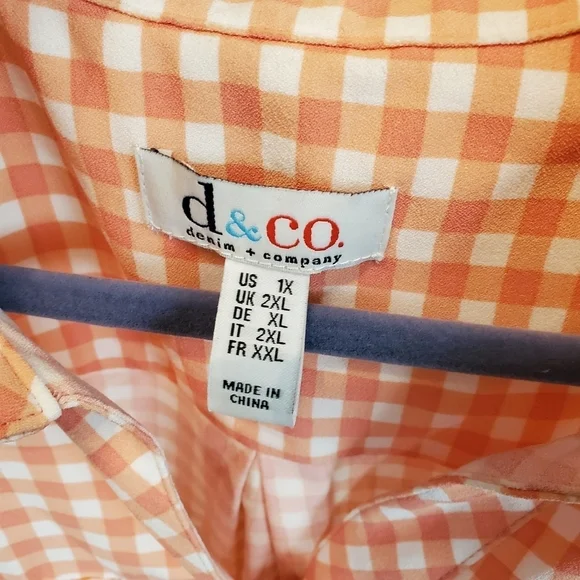 d&co.
denim + company
US 1X
UK 2XL
DE XL
IT 2XL
FR XXL
MADE IN
CHINA